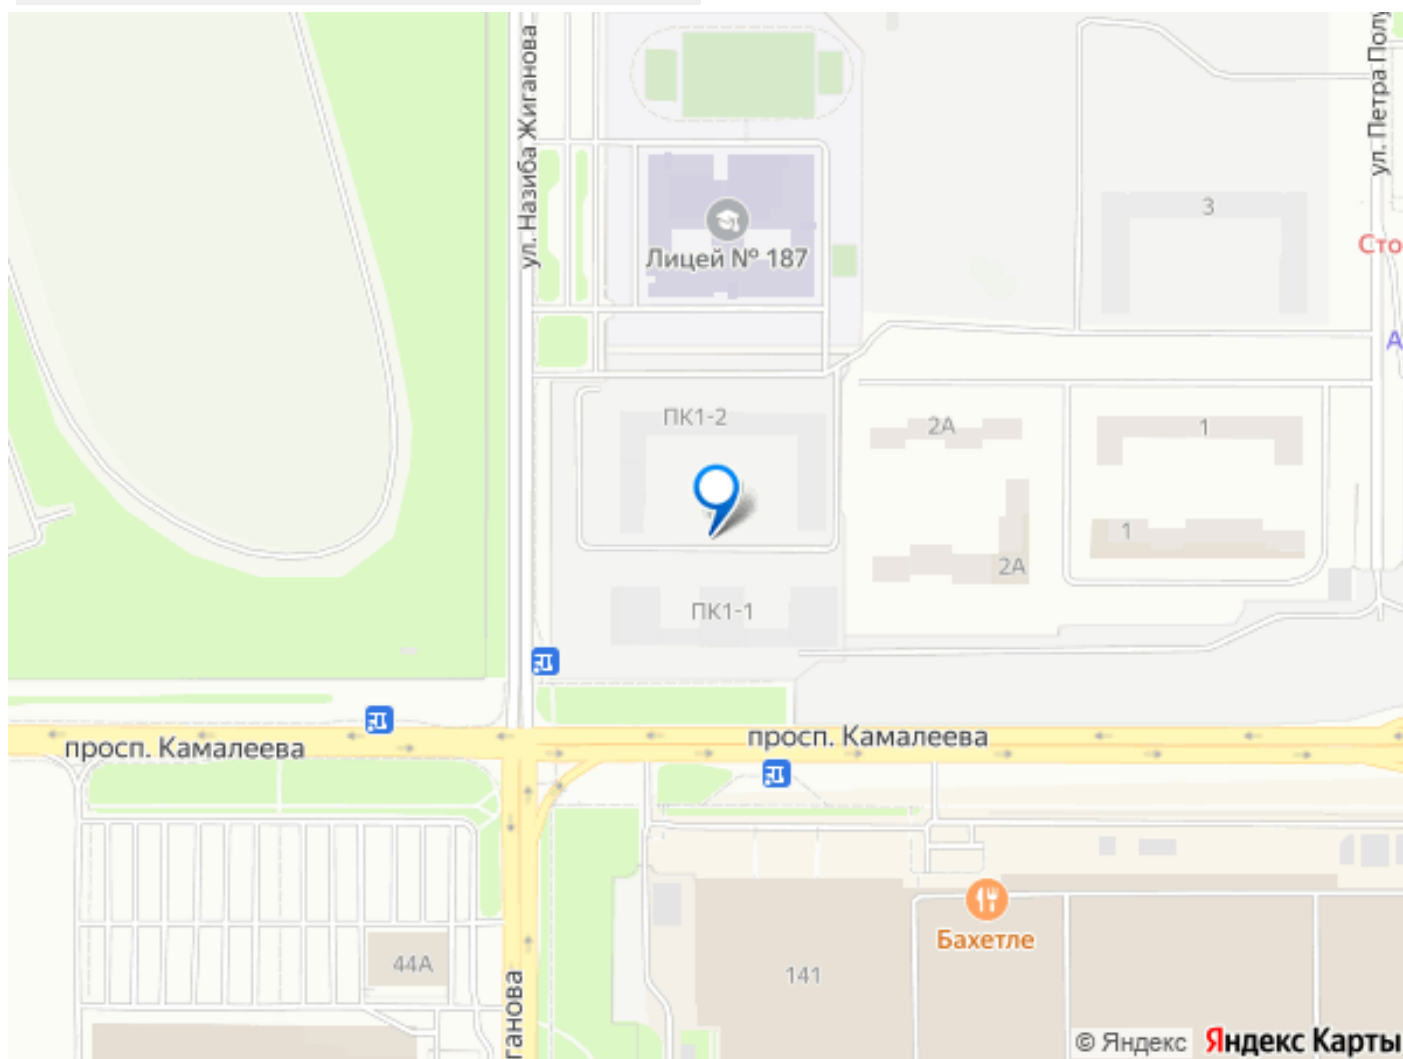 ул. Назиба Жиганова
ул. Петра Полу
Лицей № 187
3
Сто
А
ПК1-2
2А
1
1
2А
ПК1-1
просп. Камалеева
просп. Камалеева
Бахетле
44А
141
ганова
© Яндекс Яндекс Карты